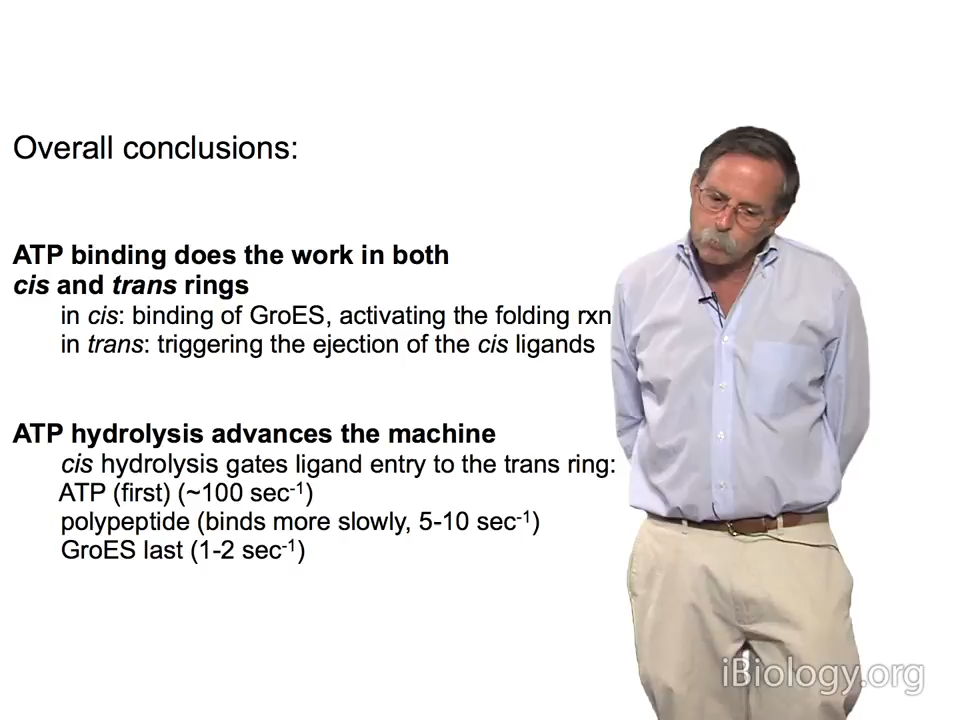 Overall conclusions:
ATP binding does the work in both
cis and trans rings
in cis: binding of GroES, activating the folding rxn
in trans: triggering the ejection of the cis ligands
ATP hydrolysis advances the machine
cis hydrolysis gates ligand entry to the trans ring:
ATP (first) (~100 sec⁻¹)
polypeptide (binds more slowly, 5-10 sec⁻¹)
GroES last (1-2 sec⁻¹)
iBiology.org